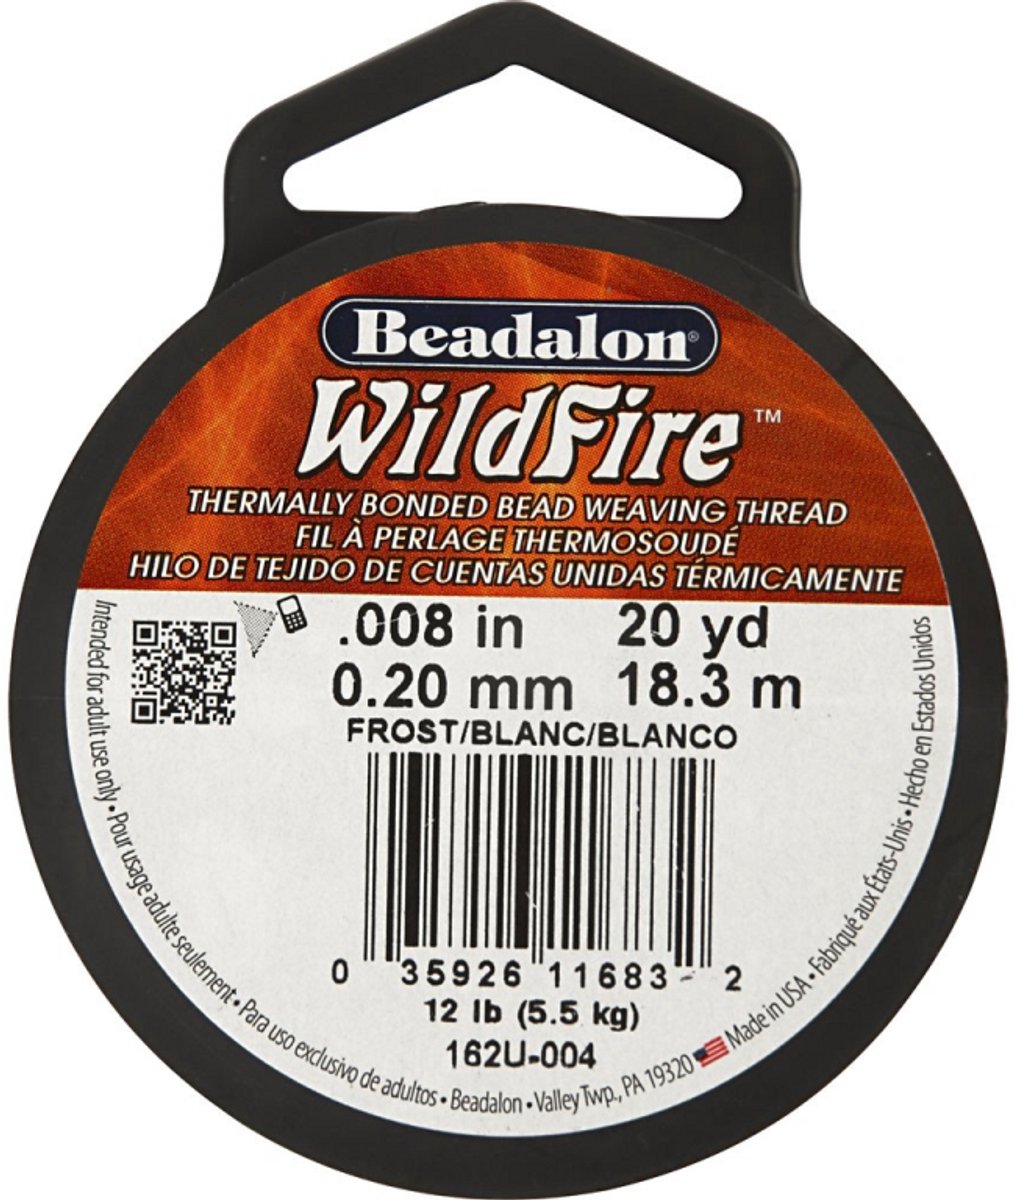 Beadalon®
WildFire™
THERMALLY BONDED BEAD WEAVING THREAD
FIL À PERLAGE THERMOSOUDÉ
HILO DE TEJIDO DE CUENTAS UNIDAS TÉRMICAMENTE
.008 in 20 yd
0.20 mm 18.3 m
FROST/BLANC/BLANCO
0 35926 11683 2
12 lb (5.5 kg)
162U-004
Intended for adult use only • Pour usage adulte seulement • Para uso exclusivo de adultos • Beadalon • Valley Twp., PA 19320 Made in USA • Fabriqué aux États-Unis • Hecho en Estados Unidos